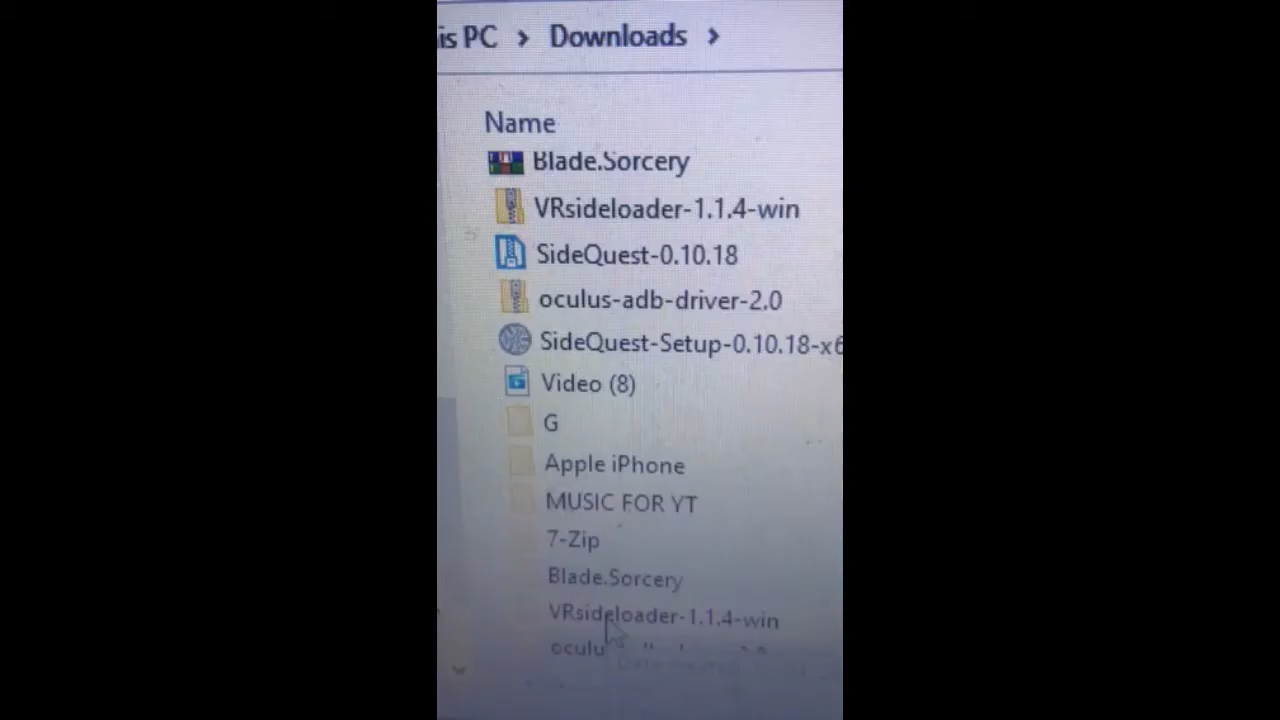 is PC > Downloads >
Name
Blade.Sorcery
VRsideloader-1.1.4-win
SideQuest-0.10.18
oculus-adb-driver-2.0
SideQuest-Setup-0.10.18-x6
Video (8)
G
Apple iPhone
MUSIC FOR YT
7-Zip
Blade.Sorcery
VRsideloader-1.1.4-win
oculu